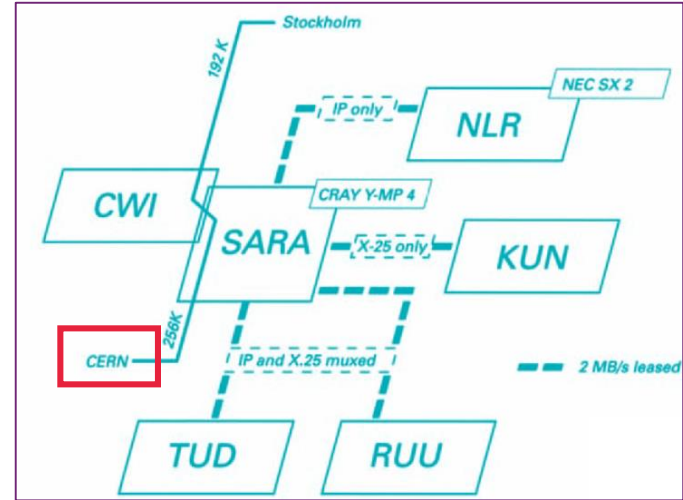 Stockholm
192 K
NEC SX 2
IP only
NLR
CWI
CRAY Y-MP 4
SARA
X-25 only
KUN
256K
CERN
IP and X.25 muxed
2 MB/s leased
TUD
RUU